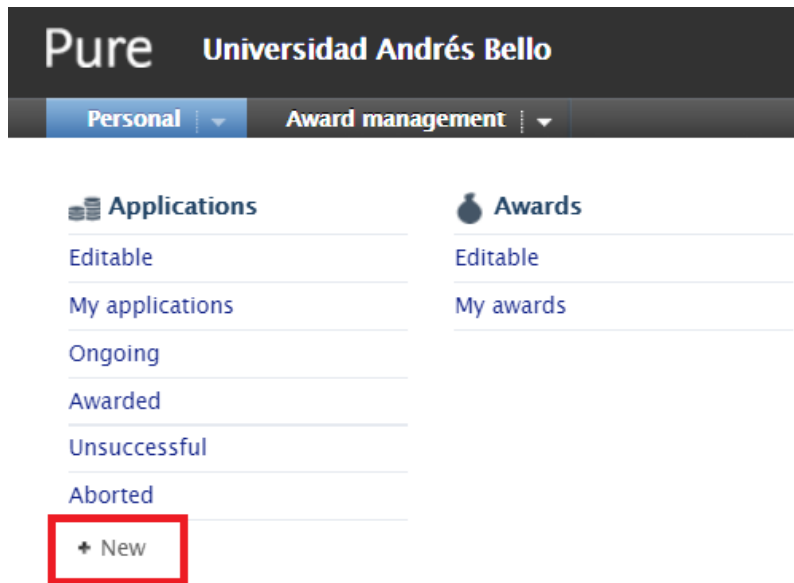 Pure Universidad Andrés Bello
Personal Award management
Applications
Editable
My applications
Ongoing
Awarded
Unsuccessful
Aborted
+ New
Awards
Editable
My awards